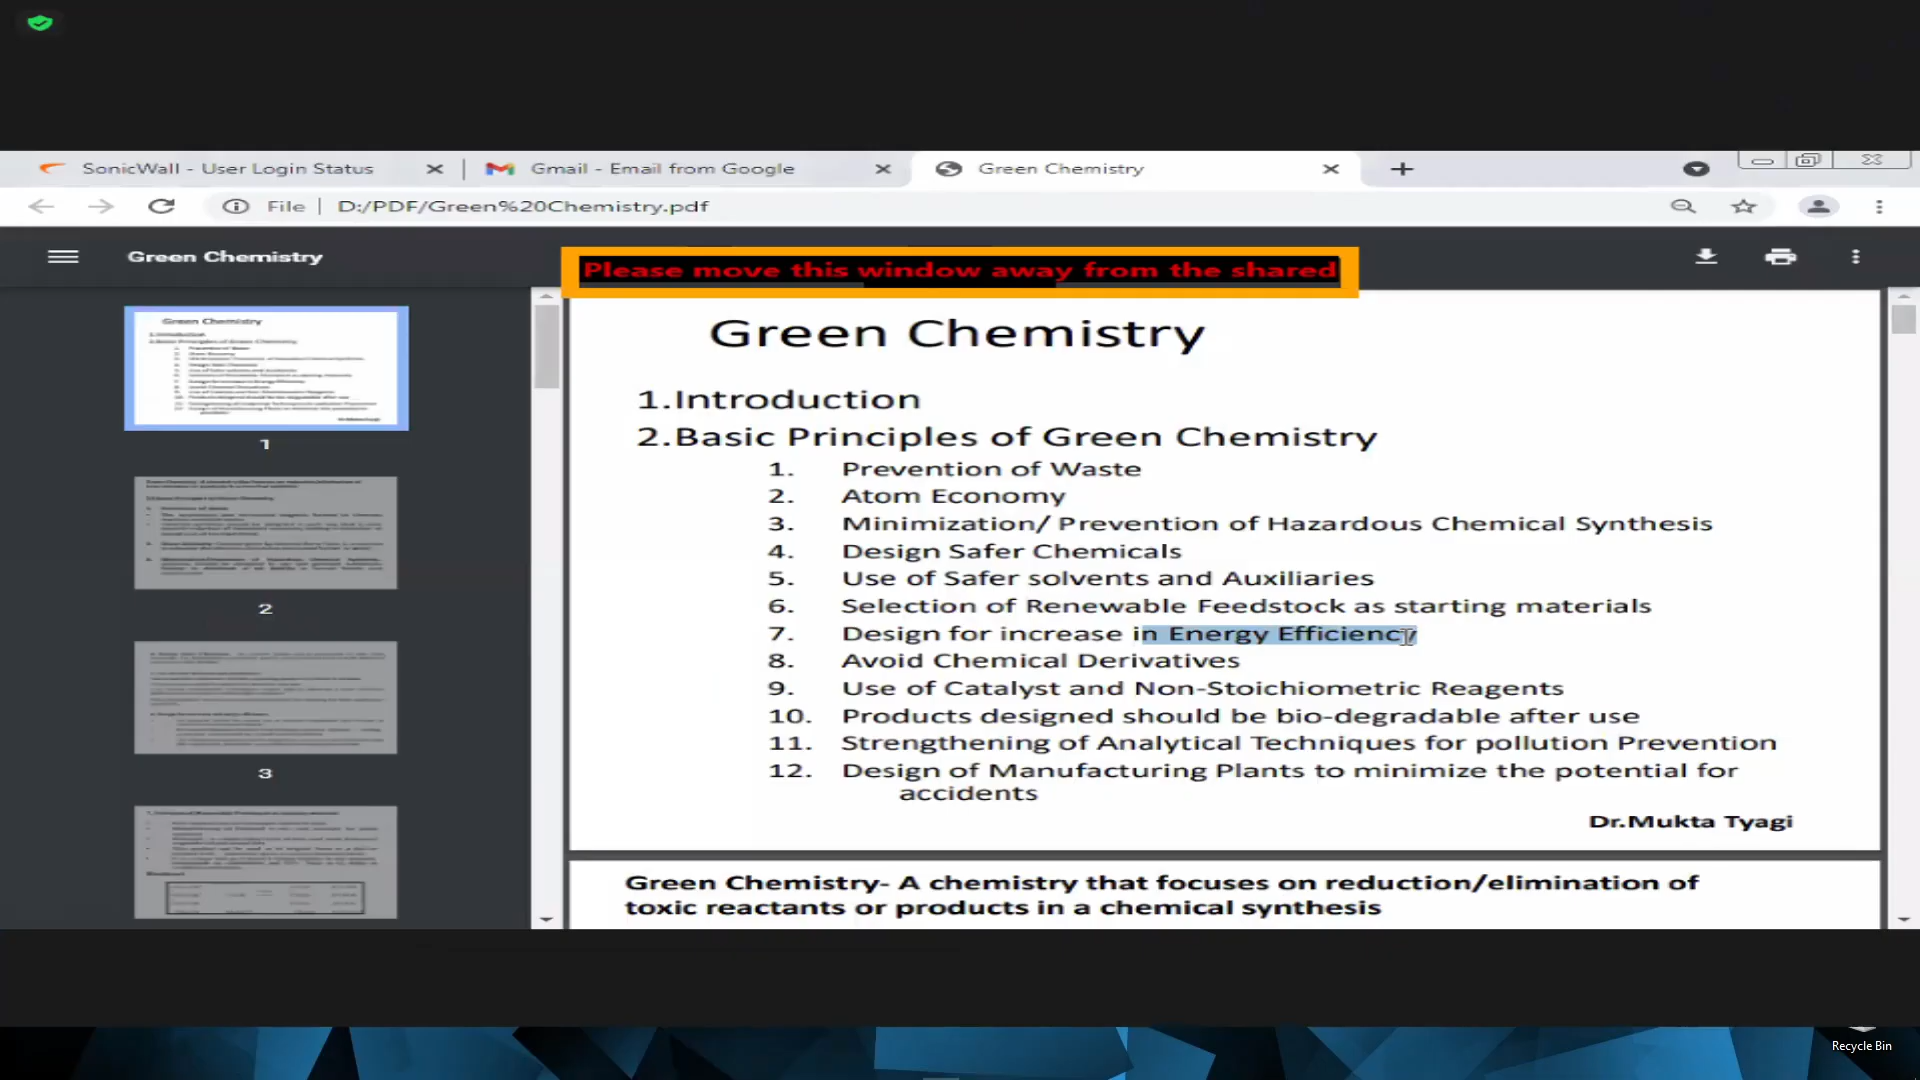 SonicWall - User Login Status
Gmail - Email from Google
Green Chemistry
File
D:/PDF/Green%20Chemistry.pdf
Green Chemistry
Please move this window away from the shared
1
2
3
Green Chemistry
1.Introduction
2.Basic Principles of Green Chemistry
1. Prevention of Waste
2. Atom Economy
3. Minimization/ Prevention of Hazardous Chemical Synthesis
4. Design Safer Chemicals
5. Use of Safer solvents and Auxiliaries
6. Selection of Renewable Feedstock as starting materials
7. Design for increase in Energy Efficiency
8. Avoid Chemical Derivatives
9. Use of Catalyst and Non-Stoichiometric Reagents
10. Products designed should be bio-degradable after use
11. Strengthening of Analytical Techniques for pollution Prevention
12. Design of Manufacturing Plants to minimize the potential for
accidents
Dr.Mukta Tyagi
Green Chemistry- A chemistry that focuses on reduction/elimination of
toxic reactants or products in a chemical synthesis
Recycle Bin